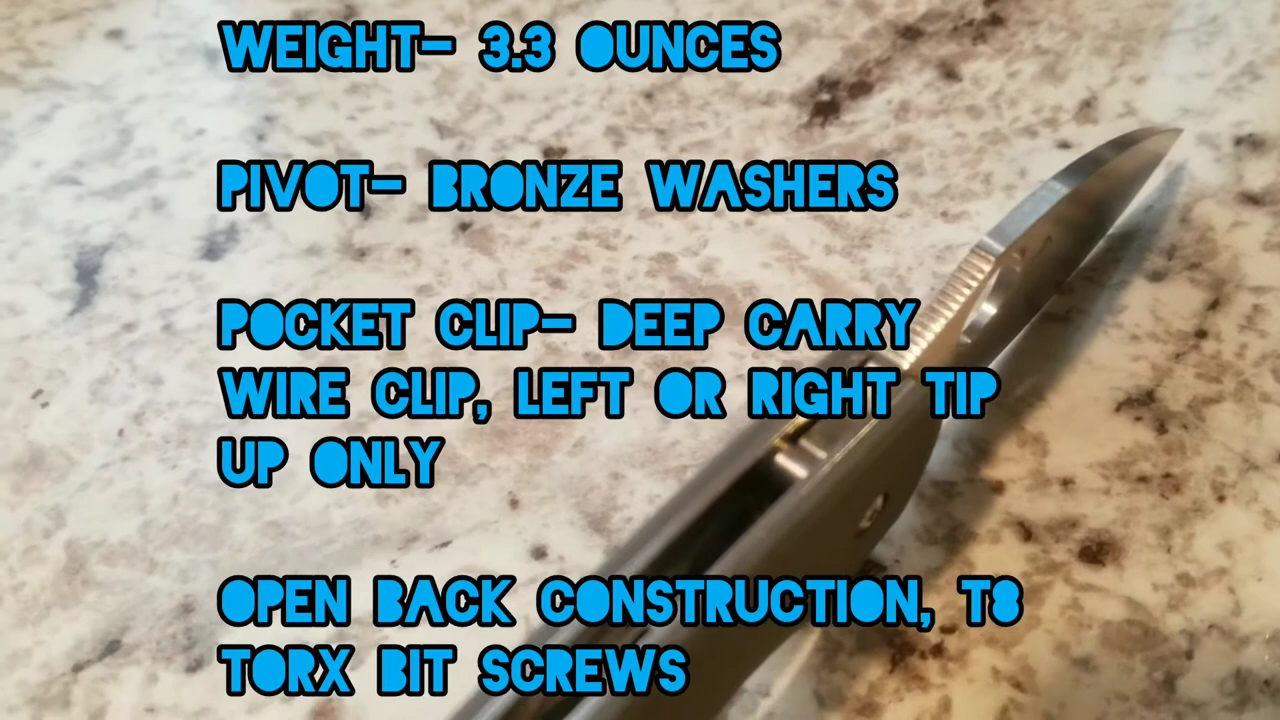 WEIGHT- 3.3 OUNCES
PIVOT- BRONZE WASHERS
POCKET CLIP- DEEP CARRY
WIRE CLIP, LEFT OR RIGHT TIP
UP ONLY
OPEN BACK CONSTRUCTION, T8
TORX BIT SCREWS